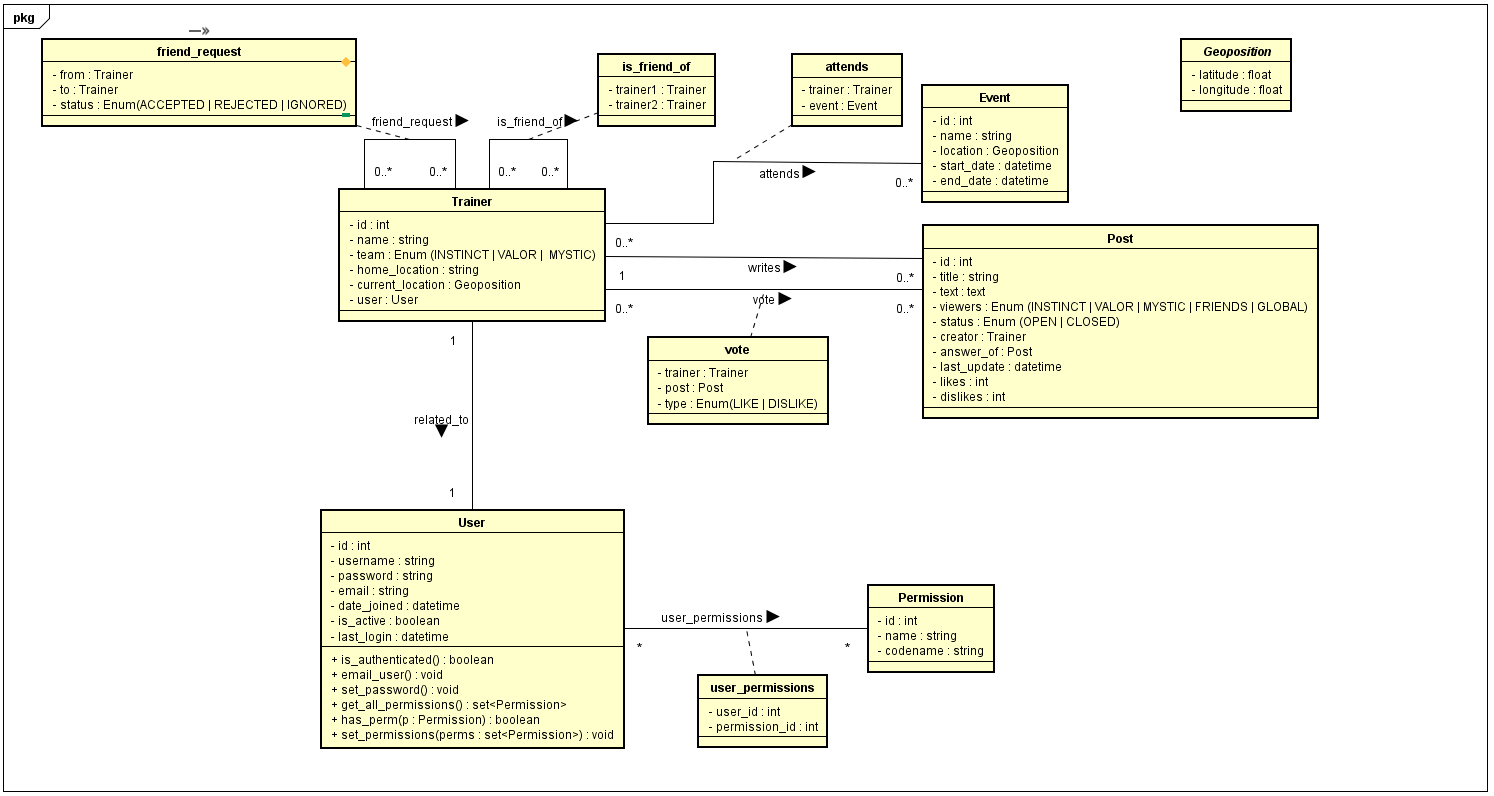 pkg
friend_request
- from : Trainer
- to : Trainer
- status : Enum(ACCEPTED | REJECTED | IGNORED)
is_friend_of
- trainer1 : Trainer
- trainer2 : Trainer
attends
- trainer : Trainer
- event : Event
Event
- id : int
- name : string
- location : Geoposition
- start_date : datetime
- end_date : datetime
Geoposition
- latitude : float
- longitude : float
friend_request
is_friend_of
0..*
0..*
0..*
0..*
attends
0..*
Trainer
- id : int
- name : string
- team : Enum (INSTINCT | VALOR | MYSTIC)
- home_location : string
- current_location : Geoposition
- user : User
0..*
writes
1
0..*
vote
0..*
0..*
Post
- id : int
- title : string
- text : text
- viewers : Enum (INSTINCT | VALOR | MYSTIC | FRIENDS | GLOBAL)
- status : Enum (OPEN | CLOSED)
- creator : Trainer
- answer_of : Post
- last_update : datetime
- likes : int
- dislikes : int
vote
- trainer : Trainer
- post : Post
- type : Enum(LIKE | DISLIKE)
1
related_to
1
User
- id : int
- username : string
- password : string
- email : string
- date_joined : datetime
- is_active : boolean
- last_login : datetime
+ is_authenticated() : boolean
+ email_user() : void
+ set_password() : void
+ get_all_permissions() : set<Permission>
+ has_perm(p : Permission) : boolean
+ set_permissions(perms : set<Permission>) : void
user_permissions
*
*
Permission
- id : int
- name : string
- codename : string
user_permissions
- user_id : int
- permission_id : int